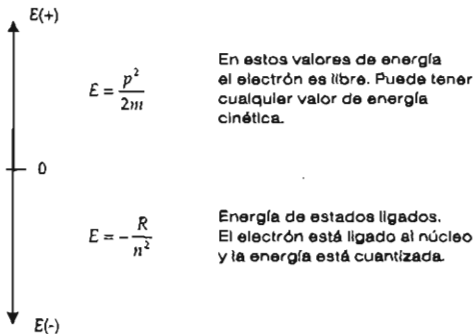 E(+)
E = p²/2m
En estos valores de energía
el electrón es libre. Puede tener
cualquier valor de energía
cinética.
0
E = -R/n²
Energía de estados ligados.
El electrón está ligado al núcleo
y la energía está cuantizada.
E(-)